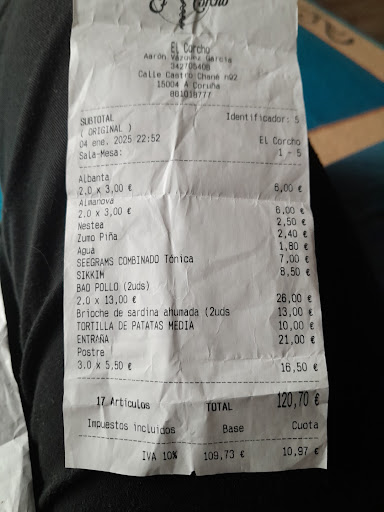 Corcho
El Corcho
Aarón Vázquez García
34270540G
Calle Castro Chané nº2
15004 A Coruña
881018777
SUBTOTAL Identificador: 5
( ORIGINAL )
04 ene. 2025 22:52 El Corcho
Sala-Mesa: 1 - 5
Albanta
2.0 x 3,00 € 6,00 €
Almanova
2.0 x 3,00 € 6,00 €
Nestea 2,50 €
Zumo Piña 2,40 €
Agua 1,80 €
SEEGRAMS COMBINADO Tónica 7,00 €
SIKKIM 8,50 €
BAO POLLO (2uds)
2.0 x 13,00 € 26,00 €
Brioche de sardina ahumada (2uds 13,00 €
TORTILLA DE PATATAS MEDIA 10,00 €
ENTRAÑA 21,00 €
Postre
3.0 x 5,50 € 16,50 €
17 Artículos TOTAL 120,70 €
Impuestos incluidos Base Cuota
IVA 10% 109,73 € 10,97 €